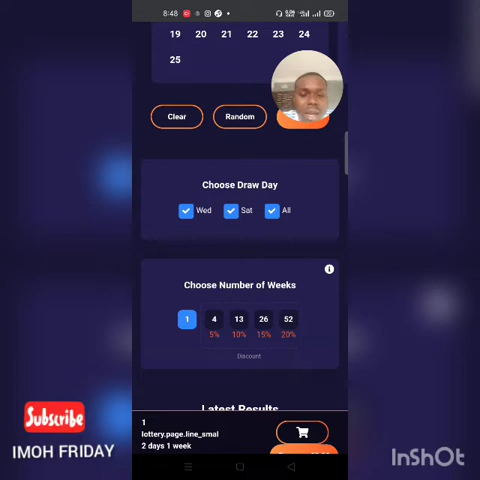 8:48
19 20 21 22 23 24
25
Clear Random
Choose Draw Day
Wed Sat All
Choose Number of Weeks
1 4 13 26 52
5% 10% 15% 20%
Discount
Latest Results
1
lottery.page.line_smal
2 days 1 week
Subscribe
IMOH FRIDAY
InShOt